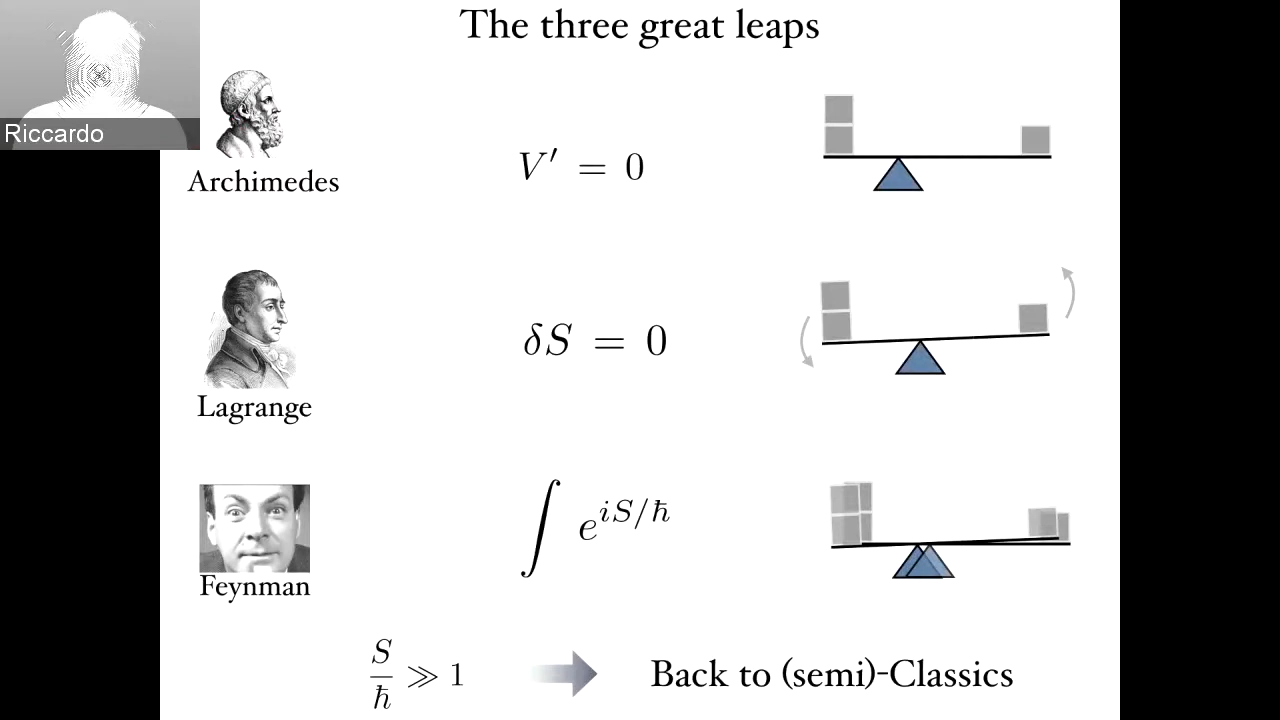 The three great leaps
Riccardo
Archimedes
V′ = 0
Lagrange
δS = 0
Feynman
∫ e^{iS/ħ}
S/ħ ≫ 1
Back to (semi)-Classics